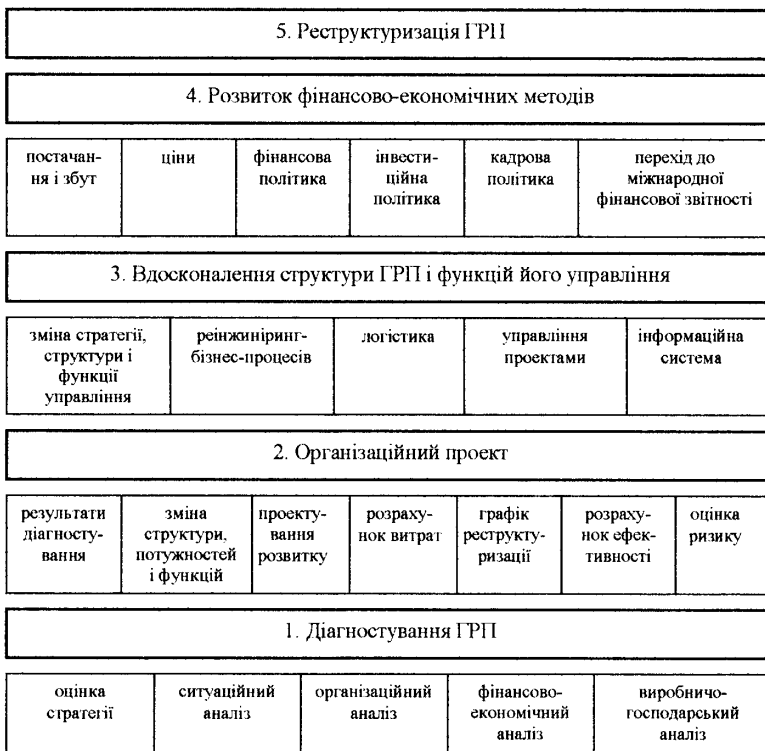 5. Реструктуризація ГРП
4. Розвиток фінансово-економічних методів
постачан-
ня і збут
ціни
фінансова
політика
інвести-
ційна
політика
кадрова
політика
перехід до
міжнародної
фінансової звітності
3. Вдосконалення структури ГРП і функцій його управління
зміна стратегії,
структури і
функції
управління
реінжиніринг-
бізнес-процесів
логістика
управління
проектами
інформаційна
система
2. Організаційний проект
результати
діагносту-
вання
зміна
структури,
потужностей
і функцій
проекту-
вання
розвитку
розраху-
нок витрат
графік
реструкту-
ризації
розраху-
нок ефек-
тивності
оцінка
ризику
1. Діагностування ГРП
оцінка
стратегії
ситуаційний
аналіз
організаційний
аналіз
фінансово-
економічний
аналіз
виробничо-
господарський
аналіз